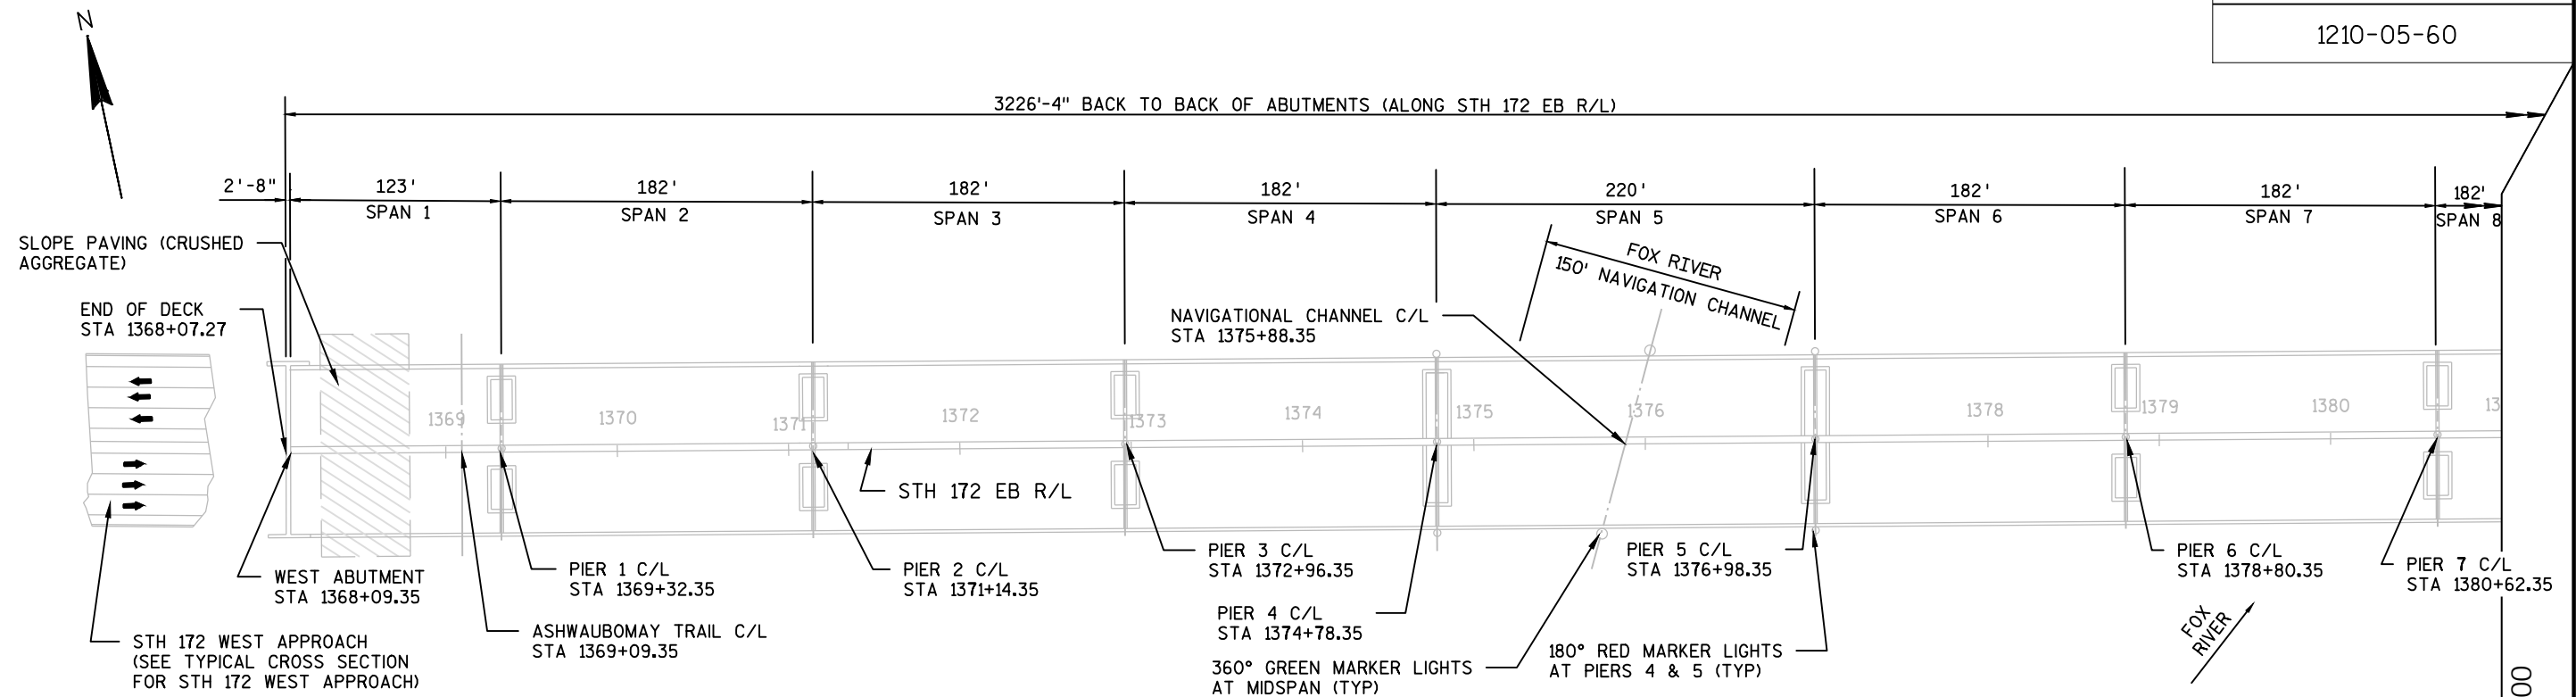 N
1210-05-60
3226'-4" BACK TO BACK OF ABUTMENTS (ALONG STH 172 EB R/L)
2'-8"
123'
SPAN 1
182'
SPAN 2
182'
SPAN 3
182'
SPAN 4
220'
SPAN 5
182'
SPAN 6
182'
SPAN 7
182'
SPAN 8
SLOPE PAVING (CRUSHED
AGGREGATE)
END OF DECK
STA 1368+07.27
FOX RIVER
150' NAVIGATION CHANNEL
NAVIGATIONAL CHANNEL C/L
STA 1375+88.35
1369
1370
1371
1372
1373
1374
1375
1376
1378
1379
1380
13
STH 172 EB R/L
WEST ABUTMENT
STA 1368+09.35
PIER 1 C/L
STA 1369+32.35
PIER 2 C/L
STA 1371+14.35
PIER 3 C/L
STA 1372+96.35
PIER 4 C/L
STA 1374+78.35
PIER 5 C/L
STA 1376+98.35
PIER 6 C/L
STA 1378+80.35
PIER 7 C/L
STA 1380+62.35
STH 172 WEST APPROACH
(SEE TYPICAL CROSS SECTION
FOR STH 172 WEST APPROACH)
ASHWAUBOMAY TRAIL C/L
STA 1369+09.35
360° GREEN MARKER LIGHTS
AT MIDSPAN (TYP)
180° RED MARKER LIGHTS
AT PIERS 4 & 5 (TYP)
FOX
RIVER
00